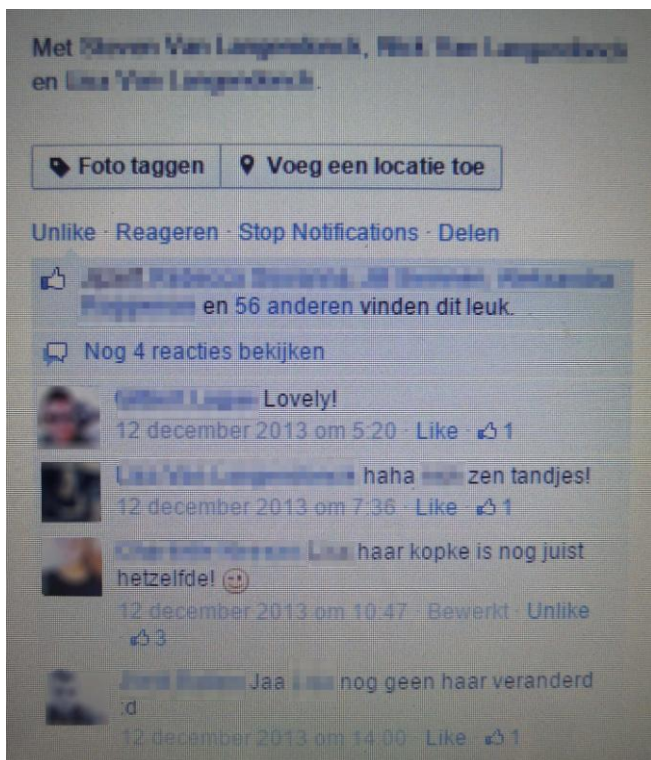 Met
en
Foto taggen Voeg een locatie toe
Unlike · Reageren · Stop Notifications · Delen
en 56 anderen vinden dit leuk.
Nog 4 reacties bekijken
Lovely!
12 december 2013 om 5:20 · Like · 1
haha zen tandjes!
12 december 2013 om 7:36 · Like · 1
haar kopke is nog juist
hetzelfde!
12 december 2013 om 10:47 · Bewerkt · Unlike
· 3
Jaa nog geen haar veranderd
:d
12 december 2013 om 14:00 · Like · 1